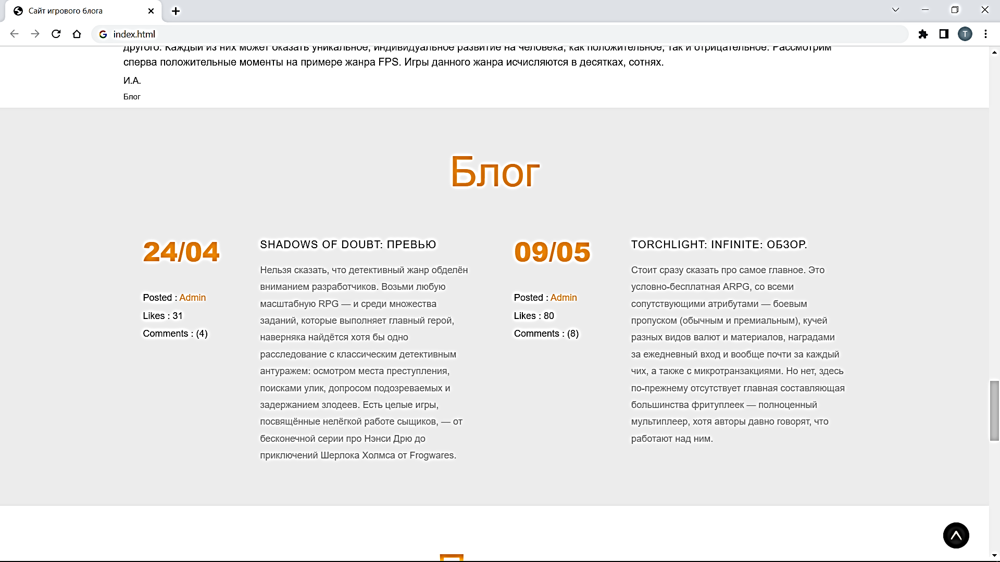 Сайт игрового блога
index.html
T
другого. Каждый из них может оказать уникальное, индивидуальное развитие на человека, как положительное, так и отрицательное. Рассмотрим
сперва положительные моменты на примере жанра FPS. Игры данного жанра исчисляются в десятках, сотнях.
И.А.
Блог
Блог
24/04
Posted : Admin
Likes : 31
Comments : (4)
SHADOWS OF DOUBT: ПРЕВЬЮ
Нельзя сказать, что детективный жанр обделён
вниманием разработчиков. Возьми любую
масштабную RPG — и среди множества
заданий, которые выполняет главный герой,
наверняка найдётся хотя бы одно
расследование с классическим детективным
антуражем: осмотром места преступления,
поисками улик, допросом подозреваемых и
задержанием злодеев. Есть целые игры,
посвящённые нелёгкой работе сыщиков, — от
бесконечной серии про Нэнси Дрю до
приключений Шерлока Холмса от Frogwares.
09/05
Posted : Admin
Likes : 80
Comments : (8)
TORCHLIGHT: INFINITE: ОБЗОР.
Стоит сразу сказать про самое главное. Это
условно-бесплатная ARPG, со всеми
сопутствующими атрибутами — боевым
пропуском (обычным и премиальным), кучей
разных видов валют и материалов, наградами
за ежедневный вход и вообще почти за каждый
чих, а также с микротранзакциями. Но нет, здесь
по-прежнему отсутствует главная составляющая
большинства фритуплеек — полноценный
мультиплеер, хотя авторы давно говорят, что
работают над ним.